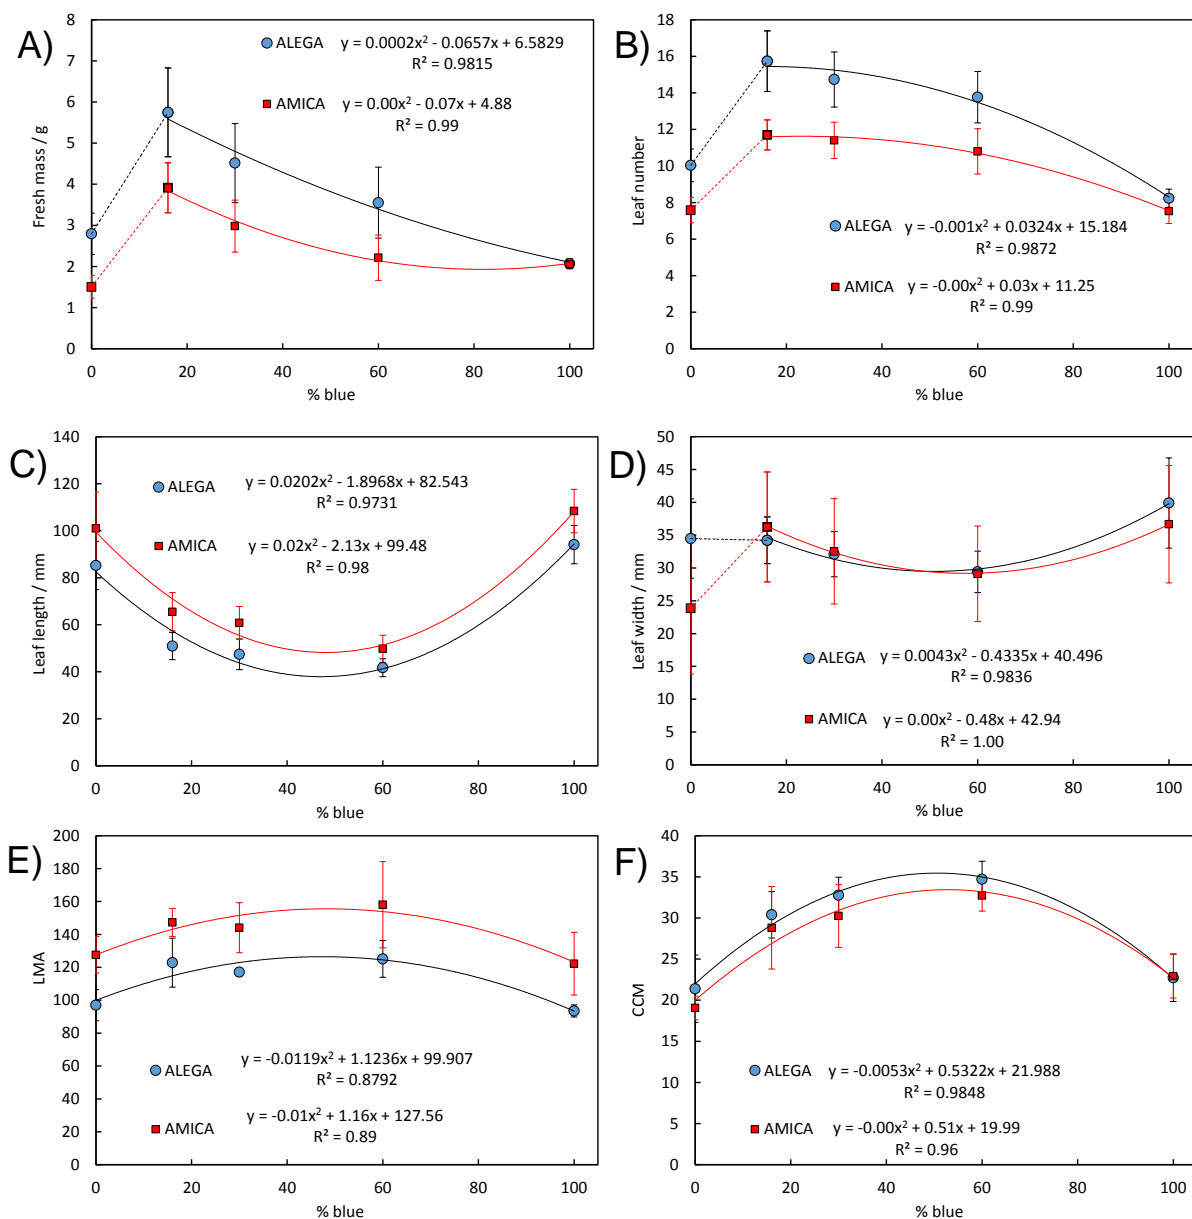 A)
8
7
6
5
4
3
2
1
0
Fresh mass / g
ALEGA y = 0.0002x² - 0.0657x + 6.5829
R² = 0.9815
AMICA y = 0.00x² - 0.07x + 4.88
R² = 0.99
0 20 40 60 80 100
% blue
B)
18
16
14
12
10
8
6
4
2
0
Leaf number
ALEGA y = -0.001x² + 0.0324x + 15.184
R² = 0.9872
AMICA y = -0.00x² + 0.03x + 11.25
R² = 0.99
0 20 40 60 80 100
% blue
C)
140
120
100
80
60
40
20
0
Leaf length / mm
ALEGA y = 0.0202x² - 1.8968x + 82.543
R² = 0.9731
AMICA y = 0.02x² - 2.13x + 99.48
R² = 0.98
0 20 40 60 80 100
% blue
D)
50
45
40
35
30
25
20
15
10
5
0
Leaf width / mm
ALEGA y = 0.0043x² - 0.4335x + 40.496
R² = 0.9836
AMICA y = 0.00x² - 0.48x + 42.94
R² = 1.00
0 20 40 60 80 100
% blue
E)
200
180
160
140
120
100
80
60
40
20
0
LMA
ALEGA y = -0.0119x² + 1.1236x + 99.907
R² = 0.8792
AMICA y = -0.01x² + 1.16x + 127.56
R² = 0.89
0 20 40 60 80 100
% blue
F)
40
35
30
25
20
15
10
5
0
CCM
ALEGA y = -0.0053x² + 0.5322x + 21.988
R² = 0.9848
AMICA y = -0.00x² + 0.51x + 19.99
R² = 0.96
0 20 40 60 80 100
% blue